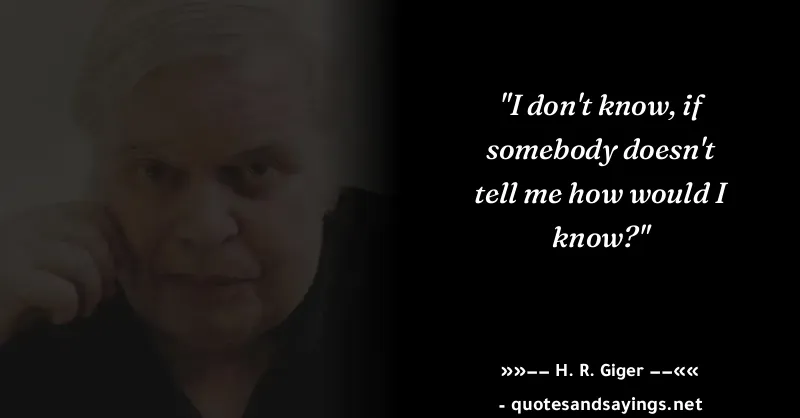 "I don't know, if
somebody doesn't
tell me how would I
know?"
»»−− H. R. Giger −−««
- quotesandsayings.net